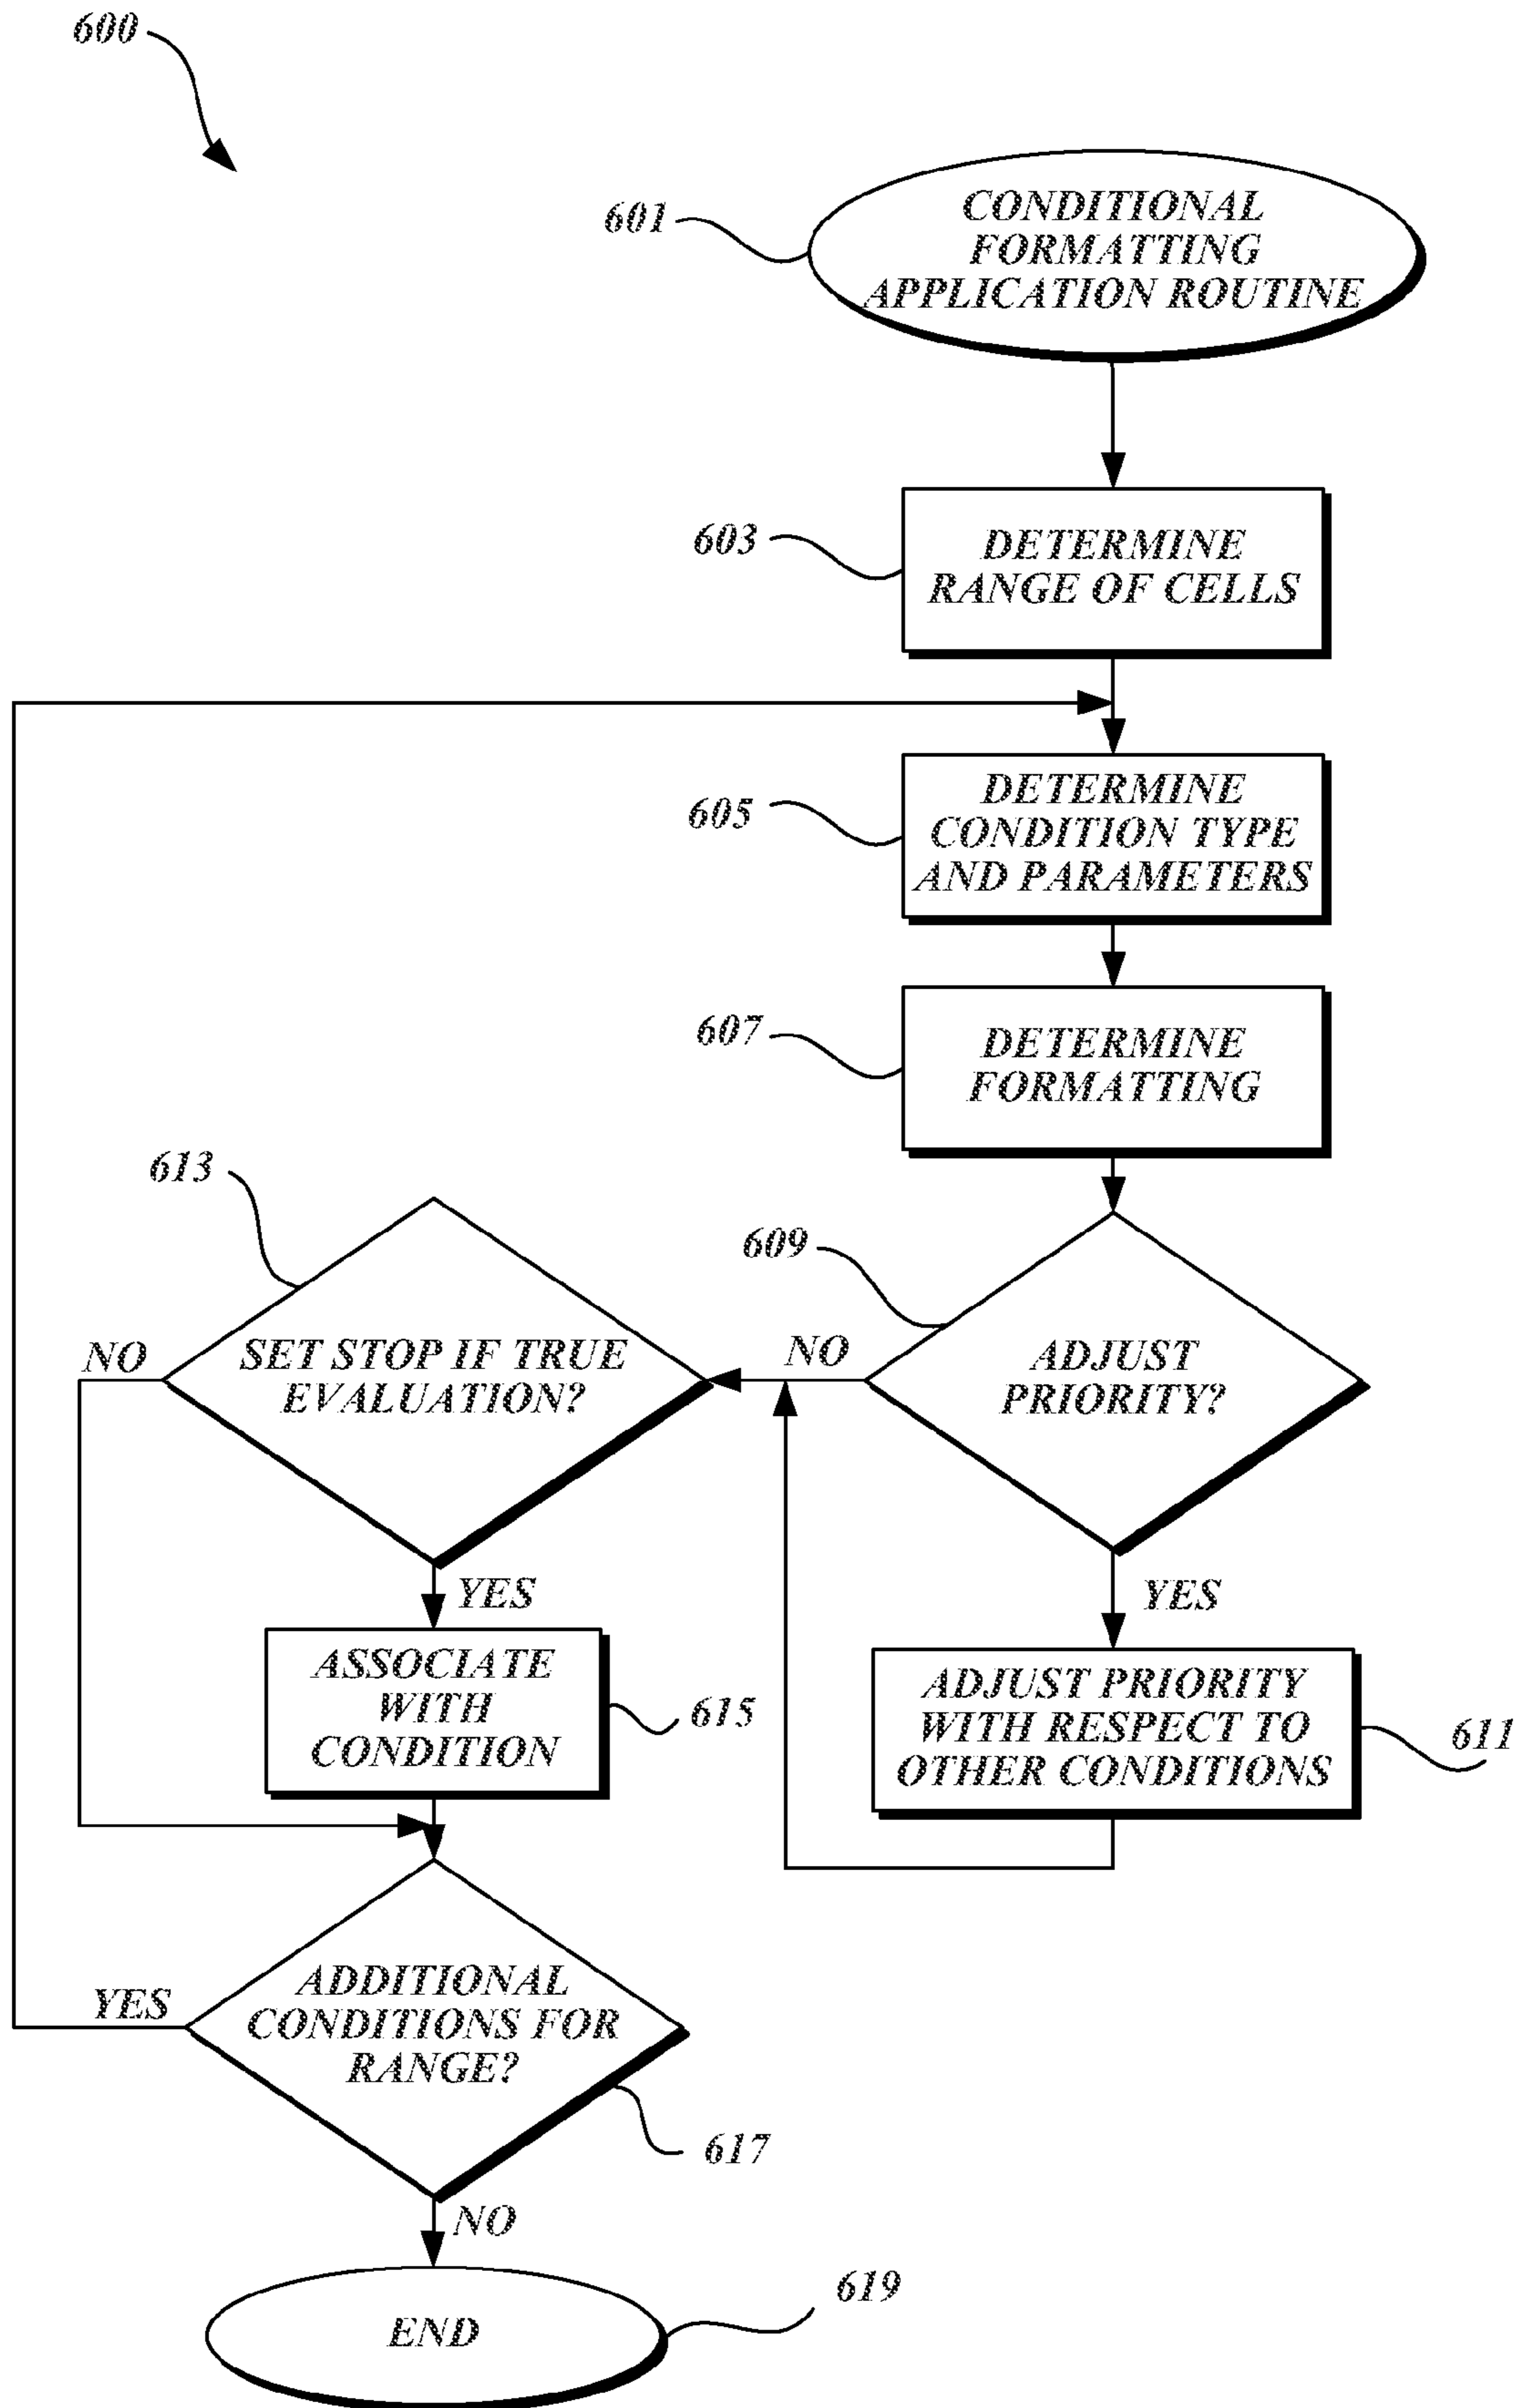 600
601
CONDITIONAL
FORMATTING
APPLICATION ROUTINE
603
DETERMINE
RANGE OF CELLS
605
DETERMINE
CONDITION TYPE
AND PARAMETERS
607
DETERMINE
FORMATTING
609
ADJUST
PRIORITY?
NO
YES
611
ADJUST PRIORITY
WITH RESPECT TO
OTHER CONDITIONS
613
SET STOP IF TRUE
EVALUATION?
NO
YES
615
ASSOCIATE
WITH
CONDITION
617
ADDITIONAL
CONDITIONS FOR
RANGE?
YES
NO
619
END